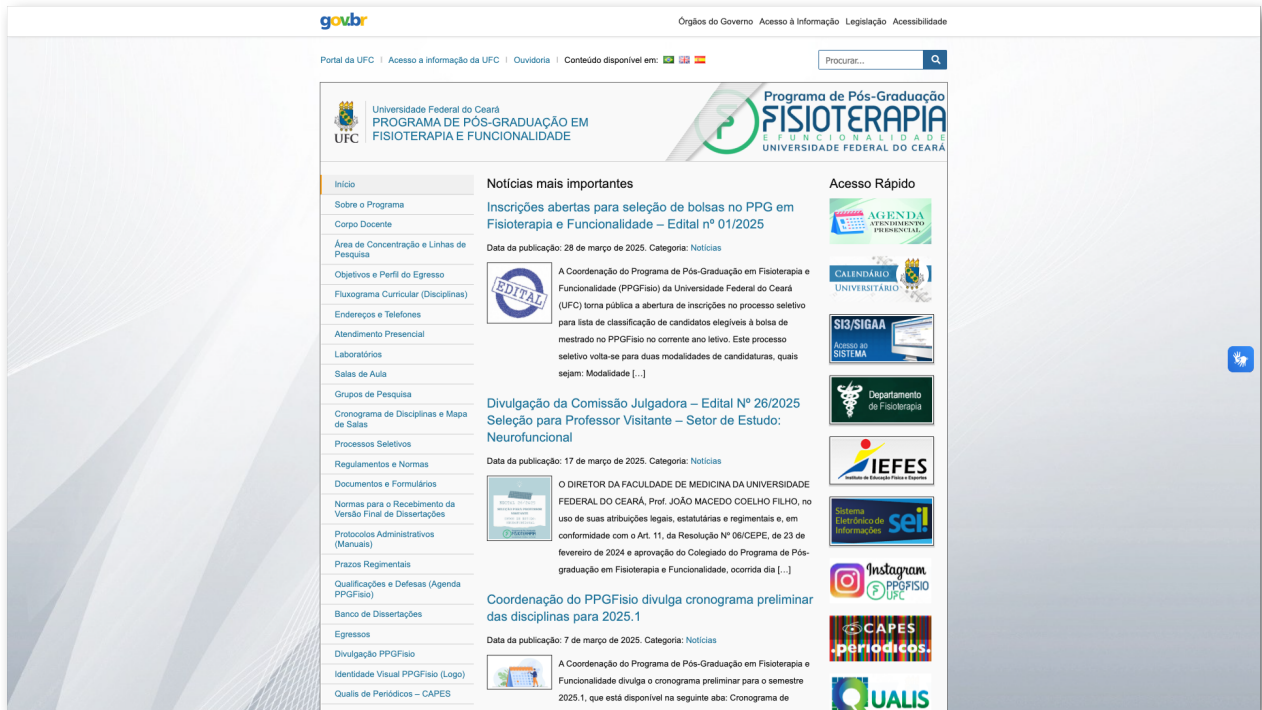 gov.br
Órgãos do Governo Acesso à Informação Legislação Acessibilidade
Portal da UFC Acesso a informação da UFC Ouvidoria Conteúdo disponível em:
Procurar...
UFC
Universidade Federal do Ceará
PROGRAMA DE PÓS-GRADUAÇÃO EM
FISIOTERAPIA E FUNCIONALIDADE
Programa de Pós-Graduação
FISIOTERAPIA
E FUNCIONALIDADE
UNIVERSIDADE FEDERAL DO CEARÁ
Início
Sobre o Programa
Corpo Docente
Área de Concentração e Linhas de
Pesquisa
Objetivos e Perfil do Egresso
Fluxograma Curricular (Disciplinas)
Endereços e Telefones
Atendimento Presencial
Laboratórios
Salas de Aula
Grupos de Pesquisa
Cronograma de Disciplinas e Mapa
de Salas
Processos Seletivos
Regulamentos e Normas
Documentos e Formulários
Normas para o Recebimento da
Versão Final de Dissertações
Protocolos Administrativos
(Manuais)
Prazos Regimentais
Qualificações e Defesas (Agenda
PPGFisio)
Banco de Dissertações
Egressos
Divulgação PPGFisio
Identidade Visual PPGFisio (Logo)
Qualis de Periódicos – CAPES
Notícias mais importantes
Inscrições abertas para seleção de bolsas no PPG em
Fisioterapia e Funcionalidade – Edital nº 01/2025
Data da publicação: 28 de março de 2025. Categoria: Notícias
EDITAL
A Coordenação do Programa de Pós-Graduação em Fisioterapia e
Funcionalidade (PPGFisio) da Universidade Federal do Ceará
(UFC) torna pública a abertura de inscrições no processo seletivo
para lista de classificação de candidatos elegíveis à bolsa de
mestrado no PPGFisio no corrente ano letivo. Este processo
seletivo volta-se para duas modalidades de candidaturas, quais
sejam: Modalidade […]
Divulgação da Comissão Julgadora – Edital Nº 26/2025
Seleção para Professor Visitante – Setor de Estudo:
Neurofuncional
Data da publicação: 17 de março de 2025. Categoria: Notícias
O DIRETOR DA FACULDADE DE MEDICINA DA UNIVERSIDADE
FEDERAL DO CEARÁ, Prof. JOÃO MACEDO COELHO FILHO, no
uso de suas atribuições legais, estatutárias e regimentais e, em
conformidade com o Art. 11, da Resolução Nº 06/CEPE, de 23 de
fevereiro de 2024 e aprovação do Colegiado do Programa de Pós-
graduação em Fisioterapia e Funcionalidade, ocorrida dia […]
Coordenação do PPGFisio divulga cronograma preliminar
das disciplinas para 2025.1
Data da publicação: 7 de março de 2025. Categoria: Notícias
A Coordenação do Programa de Pós-Graduação em Fisioterapia e
Funcionalidade divulga o cronograma preliminar para o semestre
2025.1, que está disponível na seguinte aba: Cronograma de
Acesso Rápido
AGENDA
ATENDIMENTO
PRESENCIAL
CALENDÁRIO
UNIVERSITÁRIO
SI3/SIGAA
Acesso ao
SISTEMA
Departamento
de Fisioterapia
IEFES
Instituto de Educação Física e Esportes
Sistema
Eletrônico de
Informações
sei!
Instagram
PPGFISIO
UFC
CAPES
.periodicos.
QUALIS